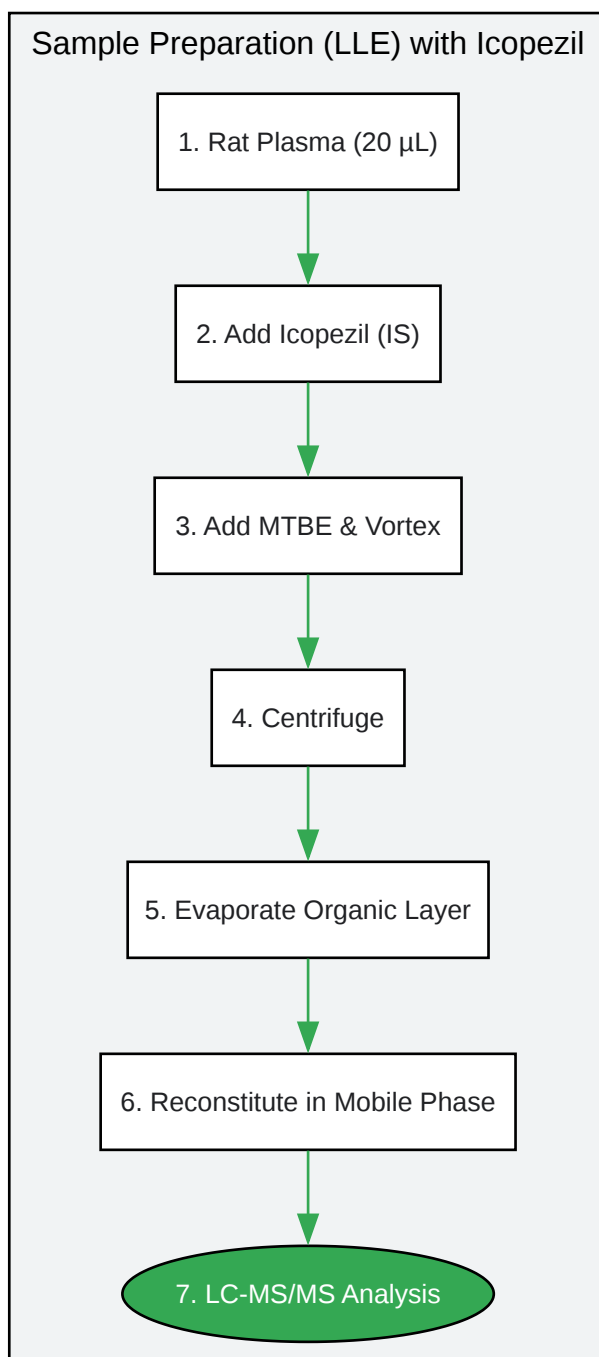 Sample Preparation (LLE) with Icopezil
1. Rat Plasma (20 µL)
2. Add Icopezil (IS)
3. Add MTBE & Vortex
4. Centrifuge
5. Evaporate Organic Layer
6. Reconstitute in Mobile Phase
7. LC-MS/MS Analysis